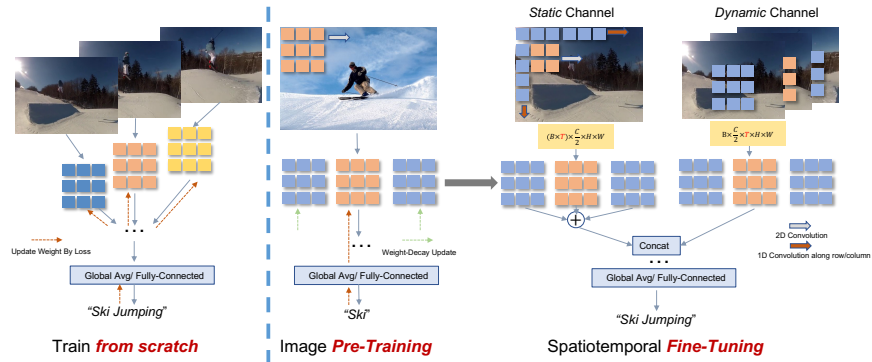 Static Channel
Dynamic Channel
(B×T)×C/2×H×W
B×C/2×T×H×W
Update Weight By Loss
Weight-Decay Update
2D Convolution
1D Convolution along row/column
...
...
Concat
...
Global Avg/ Fully-Connected
Global Avg/ Fully-Connected
Global Avg/ Fully-Connected
“Ski Jumping”
“Ski”
“Ski Jumping”
Train from scratch
Image Pre-Training
Spatiotemporal Fine-Tuning